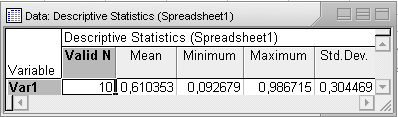 Data: Descriptive Statistics (Spreadsheet1)
Descriptive Statistics (Spreadsheet1)
Variable Valid N Mean Minimum Maximum Std.Dev.
Var1 10 0,610353 0,092679 0,986715 0,304469